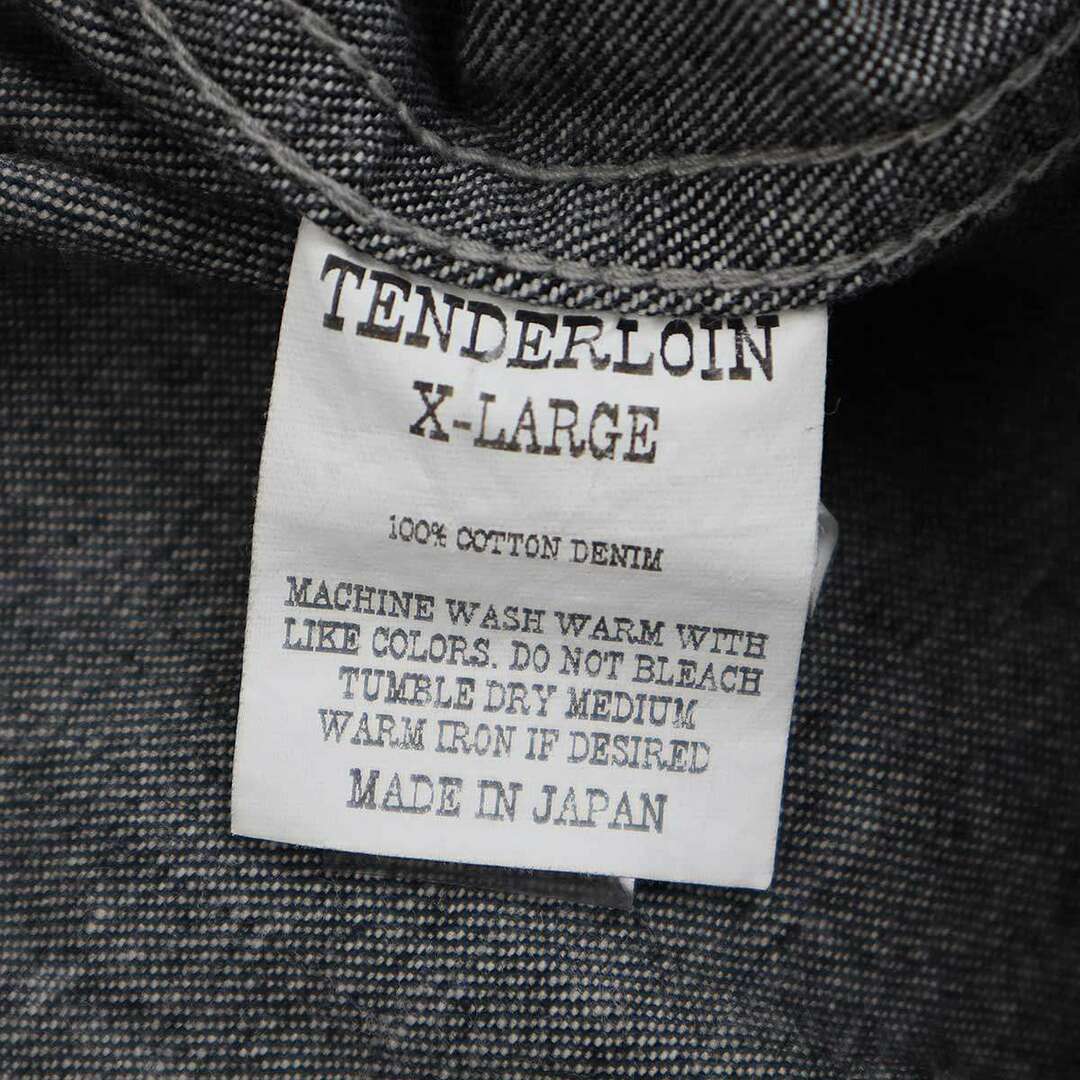 TENDERLOIN
X-LARGE
100% COTTON DENIM
MACHINE WASH WARM WITH
LIKE COLORS. DO NOT BLEACH
TUMBLE DRY MEDIUM
WARM IRON IF DESIRED
MADE IN JAPAN